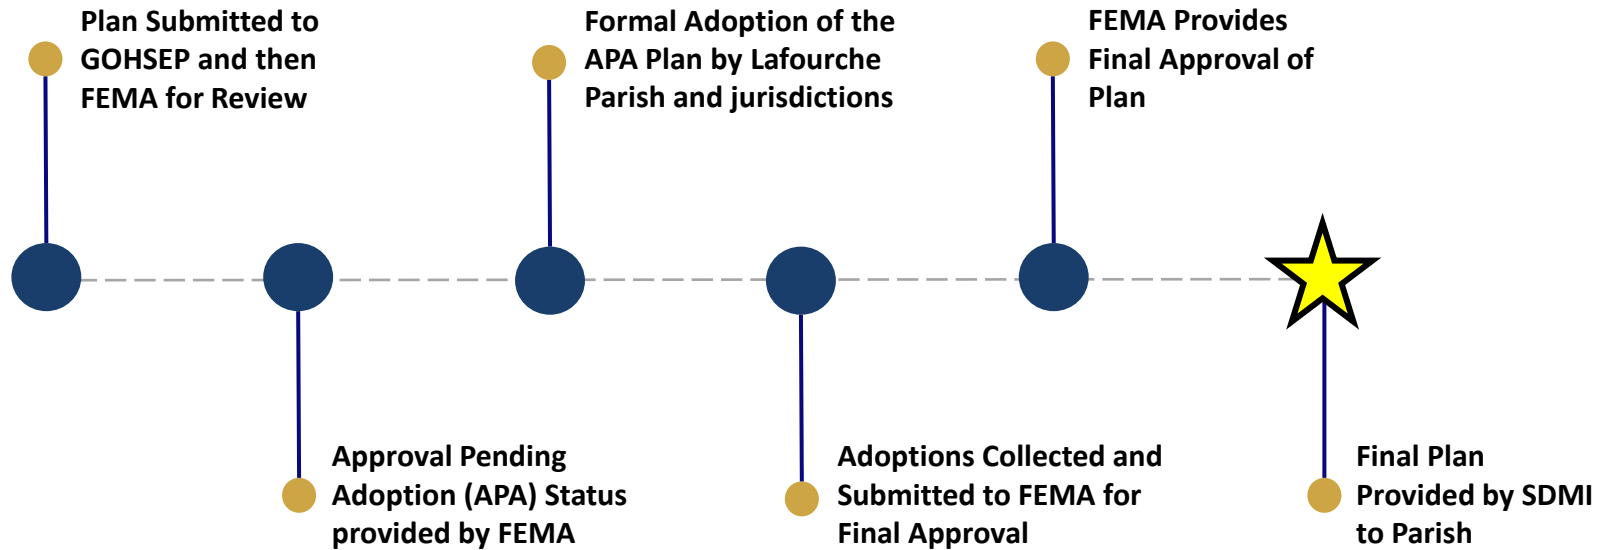 Plan Submitted to
GOHSEP and then
FEMA for Review
Approval Pending
Adoption (APA) Status
provided by FEMA
Formal Adoption of the
APA Plan by Lafourche
Parish and jurisdictions
Adoptions Collected and
Submitted to FEMA for
Final Approval
FEMA Provides
Final Approval of
Plan
Final Plan
Provided by SDMI
to Parish